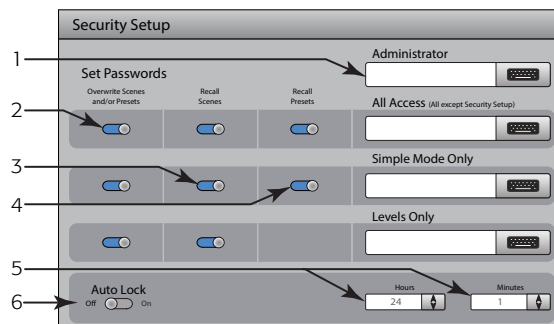 Security Setup
1
Administrator
Set Passwords
Overwrite Scenes
and/or Presets
Recall
Scenes
Recall
Presets
2
All Access (All except Security Setup)
Simple Mode Only
3
4
Levels Only
5
Auto Lock
Hours
Minutes
6
Off
On
24
1